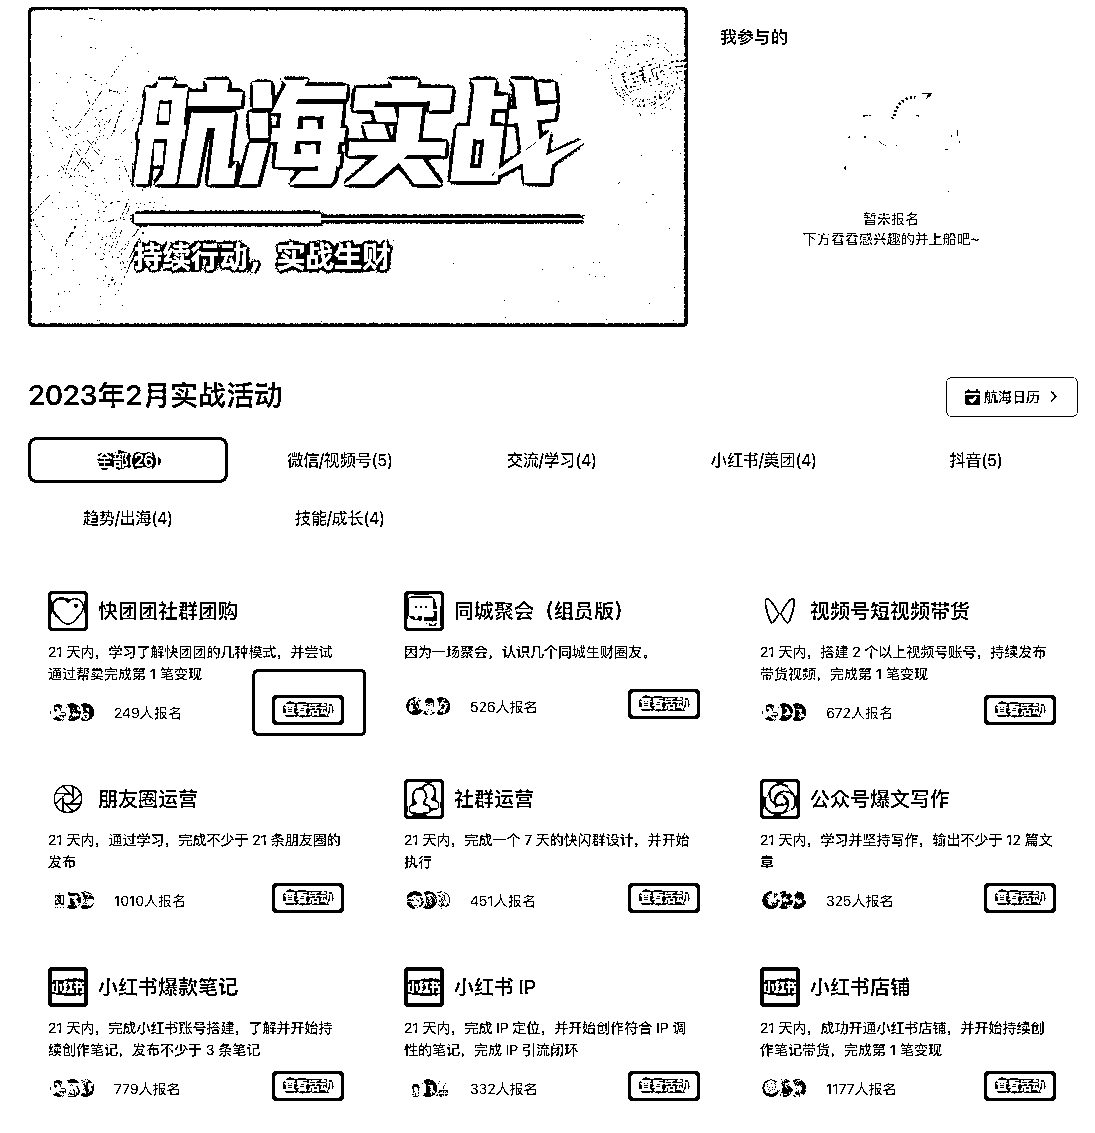 航海实战
持续行动，实战生财
我参与的
暂未报名
下方看看感兴趣的并上船吧~
2023年2月实战活动
航海日历
全部(26)
微信/视频号(5)
交流/学习(4)
小红书/美团(4)
抖音(5)
趋势/出海(4)
技能/成长(4)
快团团社群团购
21 天内，学习了解快团团的几种模式，并尝试
通过帮卖完成第 1 笔变现
249人报名
查看活动
同城聚会（组员版）
因为一场聚会，认识几个同城生财圈友。
526人报名
查看活动
视频号短视频带货
21 天内，搭建 2 个以上视频号账号，持续发布
带货视频，完成第 1 笔变现
672人报名
查看活动
朋友圈运营
21 天内，通过学习，完成不少于 21 条朋友圈的
发布
1010人报名
查看活动
社群运营
21 天内，完成一个 7 天的快闪群设计，并开始
执行
451人报名
查看活动
公众号爆文写作
21 天内，学习并坚持写作，输出不少于 12 篇文
章
325人报名
查看活动
小红书
小红书爆款笔记
21 天内，完成小红书账号搭建，了解并开始持
续创作笔记，发布不少于 3 条笔记
779人报名
查看活动
小红书
小红书 IP
21 天内，完成 IP 定位，并开始创作符合 IP 调
性的笔记，完成 IP 引流闭环
332人报名
查看活动
小红书
小红书店铺
21 天内，成功开通小红书店铺，并开始持续创
作笔记带货，完成第 1 笔变现
1177人报名
查看活动